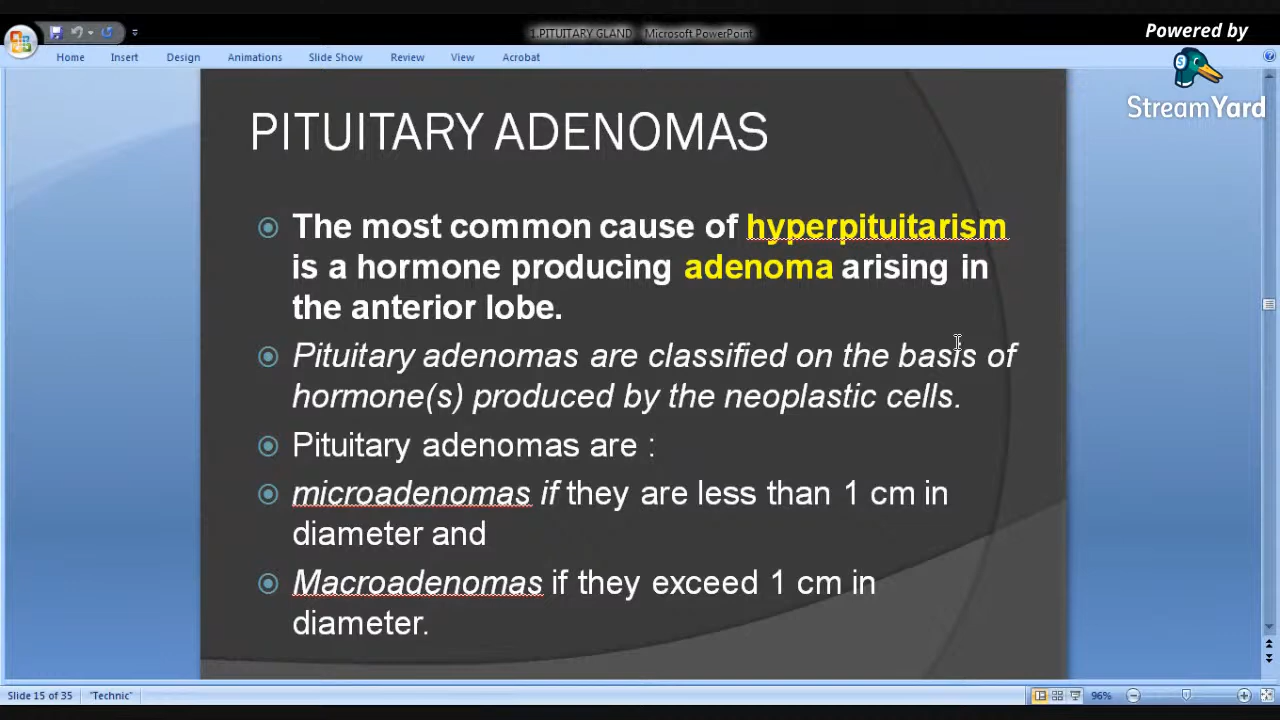 1.PITUITARY GLAND Microsoft PowerPoint
Powered by
StreamYard
Home Insert Design Animations Slide Show Review View Acrobat
PITUITARY ADENOMAS
The most common cause of hyperpituitarism
is a hormone producing adenoma arising in
the anterior lobe.
Pituitary adenomas are classified on the basis of
hormone(s) produced by the neoplastic cells.
Pituitary adenomas are :
microadenomas if they are less than 1 cm in
diameter and
Macroadenomas if they exceed 1 cm in
diameter.
Slide 15 of 35 "Technic" 96%